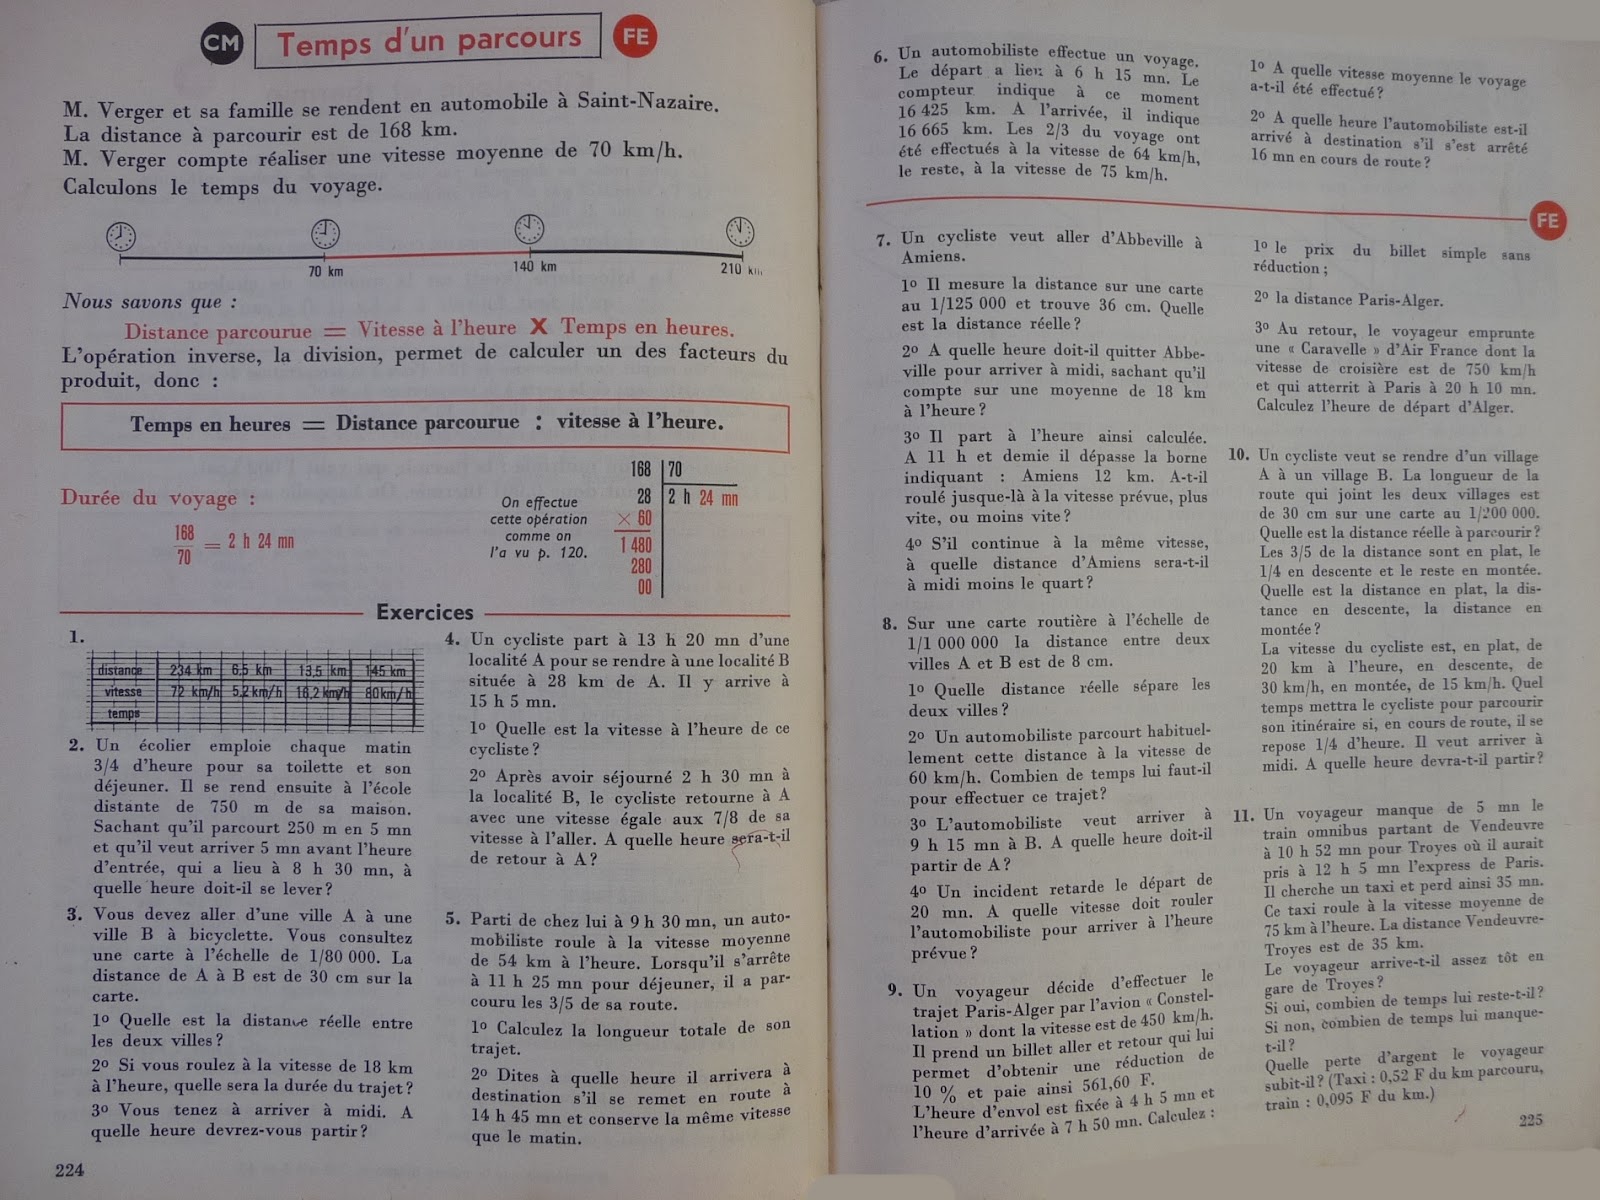 CM Temps d'un parcours FE
M. Verger et sa famille se rendent en automobile à Saint-Nazaire.
La distance à parcourir est de 168 km.
M. Verger compte réaliser une vitesse moyenne de 70 km/h.
Calculons le temps du voyage.
70 km 140 km 210 km
Nous savons que :
Distance parcourue = Vitesse à l'heure X Temps en heures.
L'opération inverse, la division, permet de calculer un des facteurs du
produit, donc :
Temps en heures = Distance parcourue : vitesse à l'heure.
Durée du voyage :
168/70 = 2 h 24 mn
On effectue
cette opération
comme on
l'a vu p. 120.
168 70
28 2 h 24 mn
× 60
1 480
280
00
Exercices
1.
distance 234 km 6,5 km 13,5 km 145 km
vitesse 72 km/h 5,2 km/h 16,2 km/h 80 km/h
temps
2. Un écolier emploie chaque matin
3/4 d'heure pour sa toilette et son
déjeuner. Il se rend ensuite à l'école
distante de 750 m de sa maison.
Sachant qu'il parcourt 250 m en 5 mn
et qu'il veut arriver 5 mn avant l'heure
d'entrée, qui a lieu à 8 h 30 mn, à
quelle heure doit-il se lever?
3. Vous devez aller d'une ville A à une
ville B à bicyclette. Vous consultez
une carte à l'échelle de 1/80 000. La
distance de A à B est de 30 cm sur la
carte.
1º Quelle est la distance réelle entre
les deux villes?
2º Si vous roulez à la vitesse de 18 km
à l'heure, quelle sera la durée du trajet?
3º Vous tenez à arriver à midi. A
quelle heure devrez-vous partir?
224
4. Un cycliste part à 13 h 20 mn d'une
localité A pour se rendre à une localité B
située à 28 km de A. Il y arrive à
15 h 5 mn.
1º Quelle est la vitesse à l'heure de ce
cycliste?
2º Après avoir séjourné 2 h 30 mn à
la localité B, le cycliste retourne à A
avec une vitesse égale aux 7/8 de sa
vitesse à l'aller. A quelle heure sera-t-il
de retour à A?
5. Parti de chez lui à 9 h 30 mn, un auto-
mobiliste roule à la vitesse moyenne
de 54 km à l'heure. Lorsqu'il s'arrête
à 11 h 25 mn pour déjeuner, il a par-
couru les 3/5 de sa route.
1º Calculez la longueur totale de son
trajet.
2º Dites à quelle heure il arrivera à
destination s'il se remet en route à
14 h 45 mn et conserve la même vitesse
que le matin.
6. Un automobiliste effectue un voyage.
Le départ a lieu à 6 h 15 mn. Le
compteur indique à ce moment
16 425 km. A l'arrivée, il indique
16 665 km. Les 2/3 du voyage ont
été effectués à la vitesse de 64 km/h,
le reste, à la vitesse de 75 km/h.
1º A quelle vitesse moyenne le voyage
a-t-il été effectué?
2º A quelle heure l'automobiliste est-il
arrivé à destination s'il s'est arrêté
16 mn en cours de route?
FE
7. Un cycliste veut aller d'Abbeville à
Amiens.
1º Il mesure la distance sur une carte
au 1/125 000 et trouve 36 cm. Quelle
est la distance réelle?
2º A quelle heure doit-il quitter Abbe-
ville pour arriver à midi, sachant qu'il
compte sur une moyenne de 18 km
à l'heure?
3º Il part à l'heure ainsi calculée.
A 11 h et demie il dépasse la borne
indiquant : Amiens 12 km. A-t-il
roulé jusque-là à la vitesse prévue, plus
vite, ou moins vite?
4º S'il continue à la même vitesse,
à quelle distance d'Amiens sera-t-il
à midi moins le quart?
8. Sur une carte routière à l'échelle de
1/1 000 000 la distance entre deux
villes A et B est de 8 cm.
1º Quelle distance réelle sépare les
deux villes?
2º Un automobiliste parcourt habituel-
lement cette distance à la vitesse de
60 km/h. Combien de temps lui faut-il
pour effectuer ce trajet?
3º L'automobiliste veut arriver à
9 h 15 mn à B. A quelle heure doit-il
partir de A?
4º Un incident retarde le départ de
20 mn. A quelle vitesse doit rouler
l'automobiliste pour arriver à l'heure
prévue?
9. Un voyageur décide d'effectuer le
trajet Paris-Alger par l'avion « Constel-
lation » dont la vitesse est de 450 km/h.
Il prend un billet aller et retour qui lui
permet d'obtenir une réduction de
10 % et paie ainsi 561,60 F.
L'heure d'envol est fixée à 4 h 5 mn et
l'heure d'arrivée à 7 h 50 mn. Calculez :
1º le prix du billet simple sans
réduction;
2º la distance Paris-Alger.
3º Au retour, le voyageur emprunte
une « Caravelle » d'Air France dont la
vitesse de croisière est de 750 km/h
et qui atterrit à Paris à 20 h 10 mn.
Calculez l'heure de départ d'Alger.
10. Un cycliste veut se rendre d'un village
A à un village B. La longueur de la
route qui joint les deux villages est
de 30 cm sur une carte au 1/200 000.
Quelle est la distance réelle à parcourir?
Les 3/5 de la distance sont en plat, le
1/4 en descente et le reste en montée.
Quelle est la distance en plat, la dis-
tance en descente, la distance en
montée?
La vitesse du cycliste est, en plat, de
20 km à l'heure, en descente, de
30 km/h, en montée, de 15 km/h. Quel
temps mettra le cycliste pour parcourir
son itinéraire si, en cours de route, il se
repose 1/4 d'heure. Il veut arriver à
midi. A quelle heure devra-t-il partir?
11. Un voyageur manque de 5 mn le
train omnibus partant de Vendeuvre
à 10 h 52 mn pour Troyes où il aurait
pris à 12 h 5 mn l'express de Paris.
Il cherche un taxi et perd ainsi 35 mn.
Ce taxi roule à la vitesse moyenne de
75 km à l'heure. La distance Vendeuvre-
Troyes est de 35 km.
Le voyageur arrive-t-il assez tôt en
gare de Troyes?
Si oui, combien de temps lui reste-t-il?
Si non, combien de temps lui manque-
t-il?
Quelle perte d'argent le voyageur
subit-il? (Taxi : 0,52 F du km parcouru,
train : 0,095 F du km.)
225